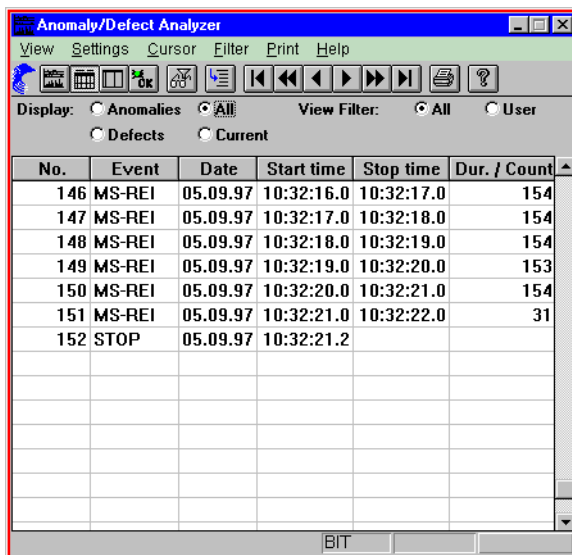 Anomaly/Defect Analyzer
View Settings Cursor Filter Print Help
OK ?
Display: Anomalies All View Filter: All User
Defects Current
No. Event Date Start time Stop time Dur. / Count
146 MS-REI 05.09.97 10:32:16.0 10:32:17.0 154
147 MS-REI 05.09.97 10:32:17.0 10:32:18.0 154
148 MS-REI 05.09.97 10:32:18.0 10:32:19.0 154
149 MS-REI 05.09.97 10:32:19.0 10:32:20.0 153
150 MS-REI 05.09.97 10:32:20.0 10:32:21.0 154
151 MS-REI 05.09.97 10:32:21.0 10:32:22.0 31
152 STOP 05.09.97 10:32:21.2
BIT